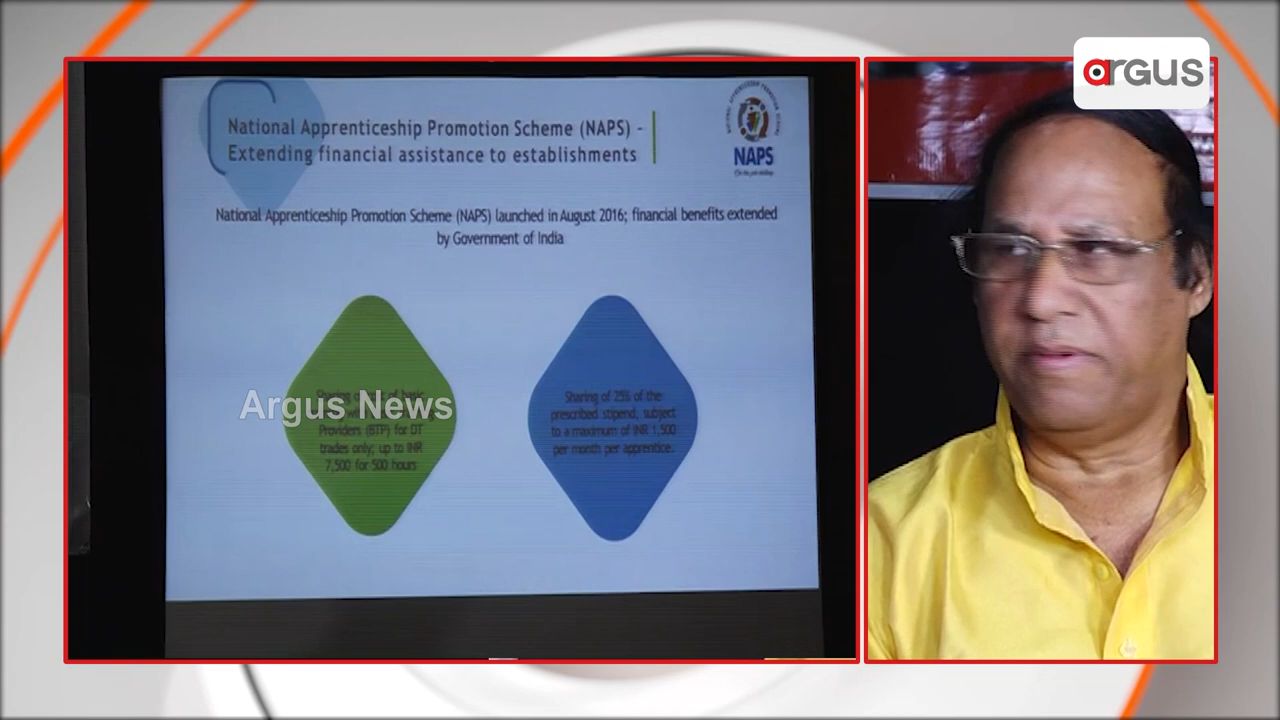 argus
National Apprenticeship Promotion Scheme (NAPS) -
Extending financial assistance to establishments
NAPS
National Apprenticeship Promotion Scheme (NAPS) launched in August 2016; financial benefits extended
by Government of India
Argus News
Providers (BTP) for DT
trades only; up to INR
7,500 for 500 hours
Sharing of 25% of the
prescribed stipend, subject
to a maximum of INR 1,500
per month per apprentice.